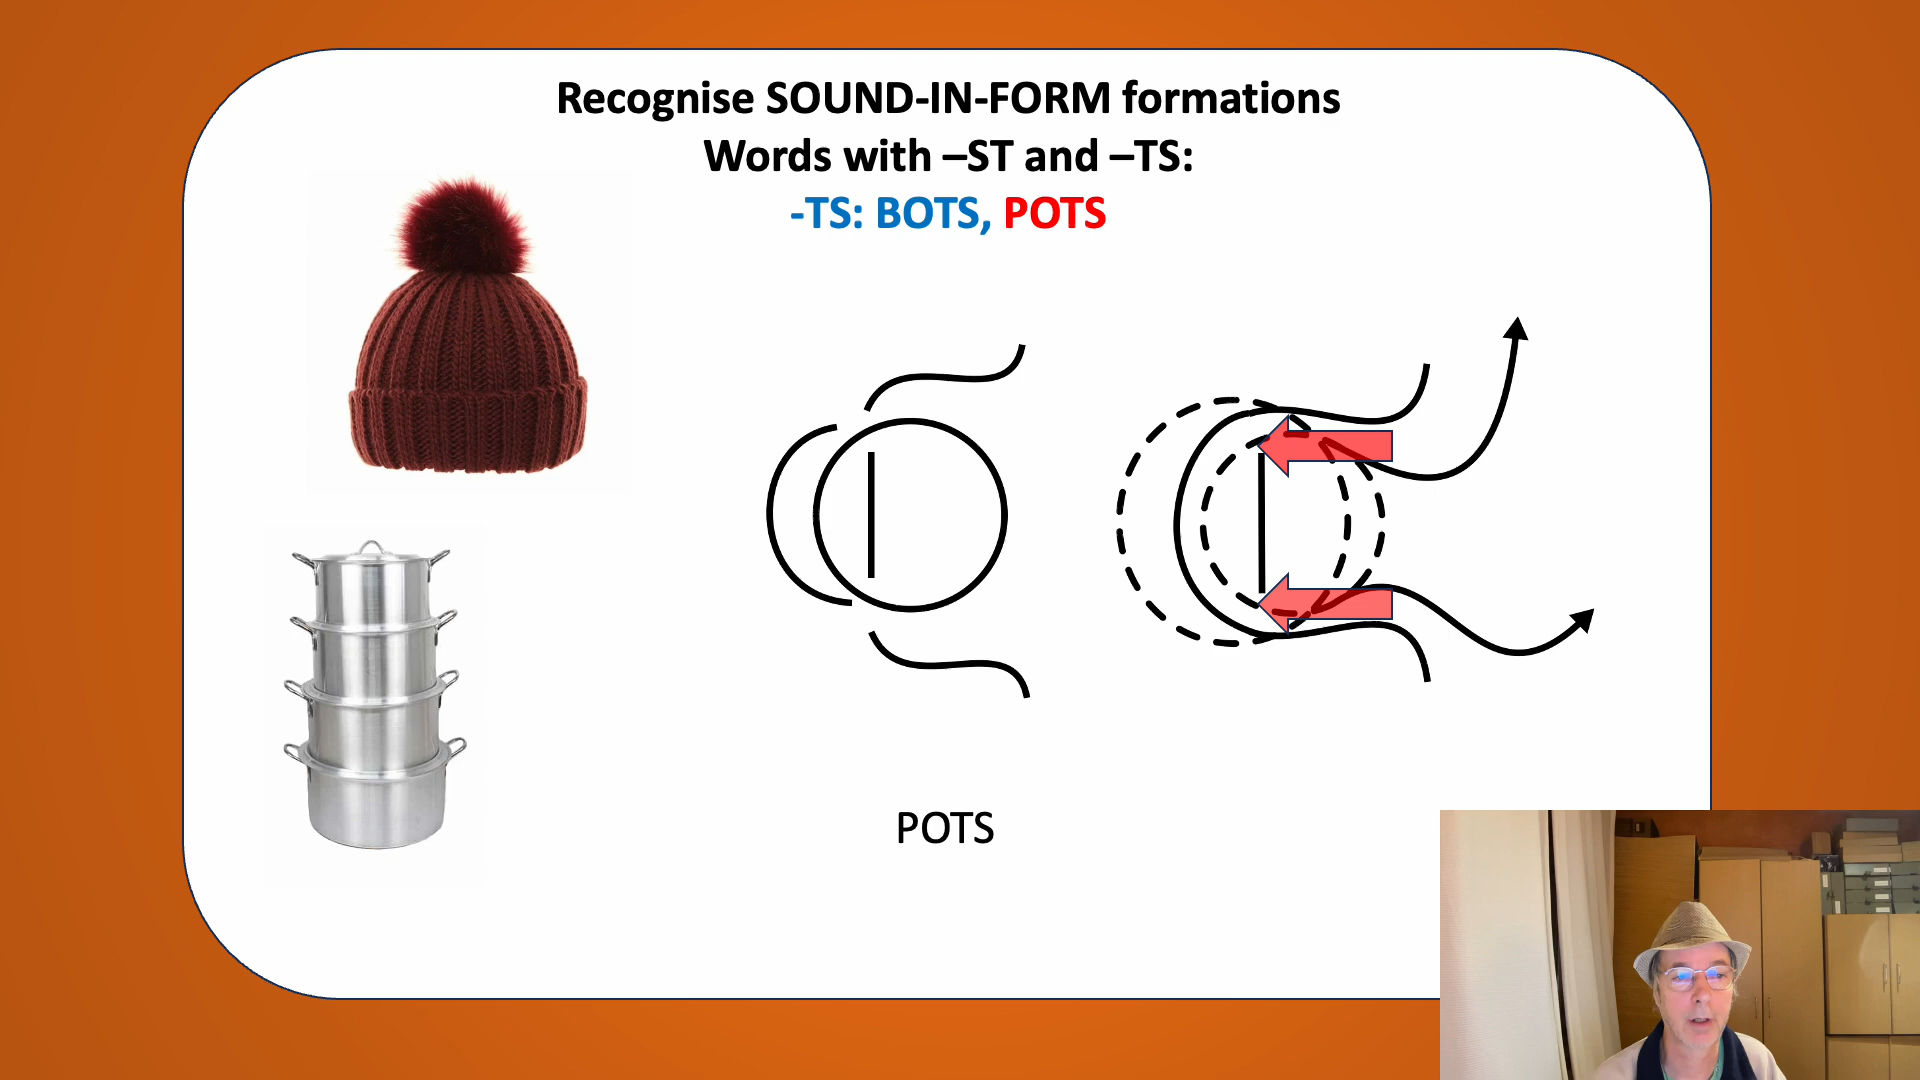 Recognise SOUND-IN-FORM formations
Words with –ST and –TS:
-TS: BOTS, POTS
POTS